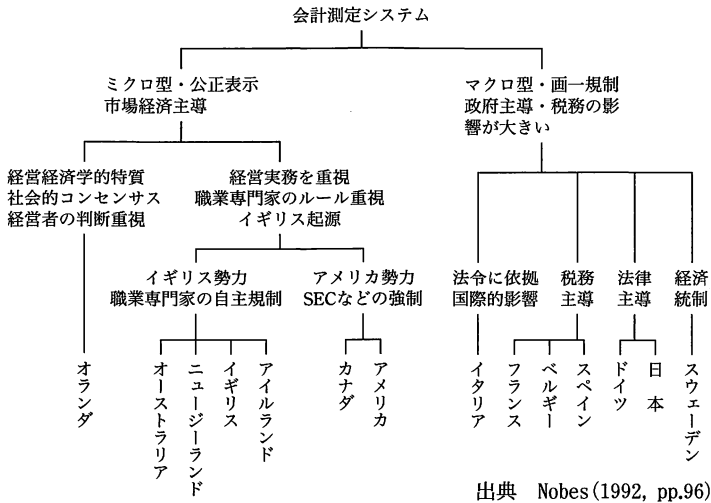 会計測定システム
ミクロ型・公正表示
市場経済主導
マクロ型・画一規制
政府主導・税務の影
響が大きい
経営経済学的特質
社会的コンセンサス
経営者の判断重視
経営実務を重視
職業専門家のルール重視
イギリス起源
イギリス勢力
職業専門家の自主規制
アメリカ勢力
SECなどの強制
法令に依拠
国際的影響
税務
主導
法律
主導
経済
統制
オランダ
オーストラリア
ニュージーランド
イギリス
アイルランド
カナダ
アメリカ
イタリア
フランス
ベルギー
スペイン
ドイツ
日本
スウェーデン
出典 Nobes(1992, pp.96)